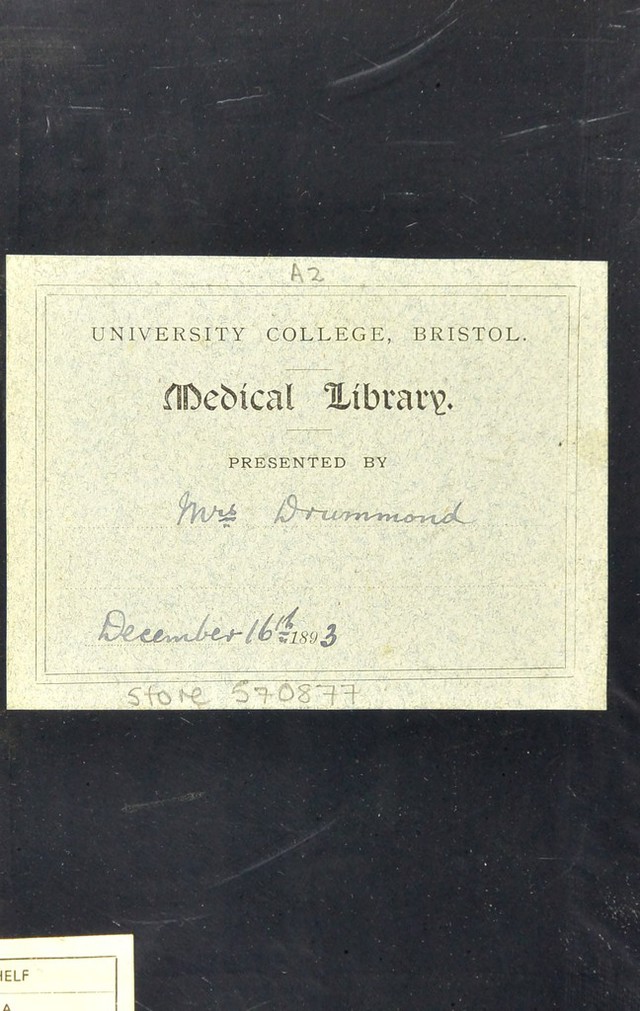 A2
UNIVERSITY COLLEGE, BRISTOL.
Medical Library.
PRESENTED BY
Mrs Drummond
December 16th 1893
store 570877
HELF
A